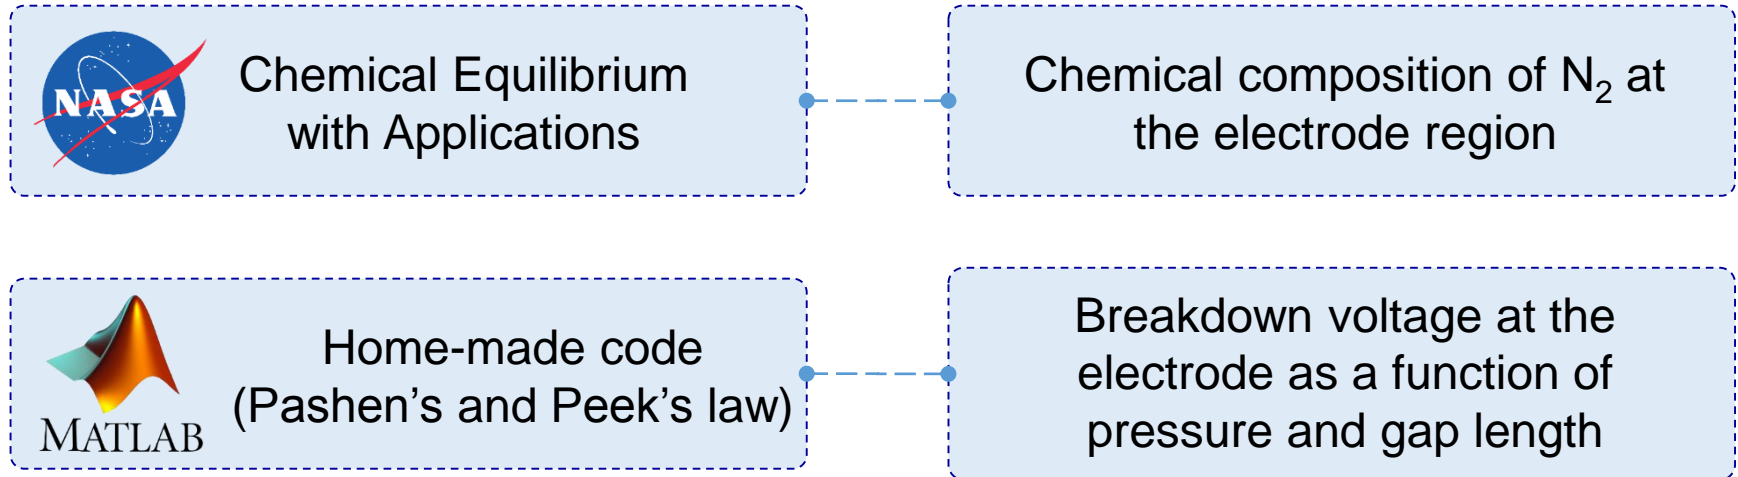 NASA
Chemical Equilibrium
with Applications
Chemical composition of N₂ at
the electrode region
MATLAB
Home-made code
(Pashen's and Peek's law)
Breakdown voltage at the
electrode as a function of
pressure and gap length